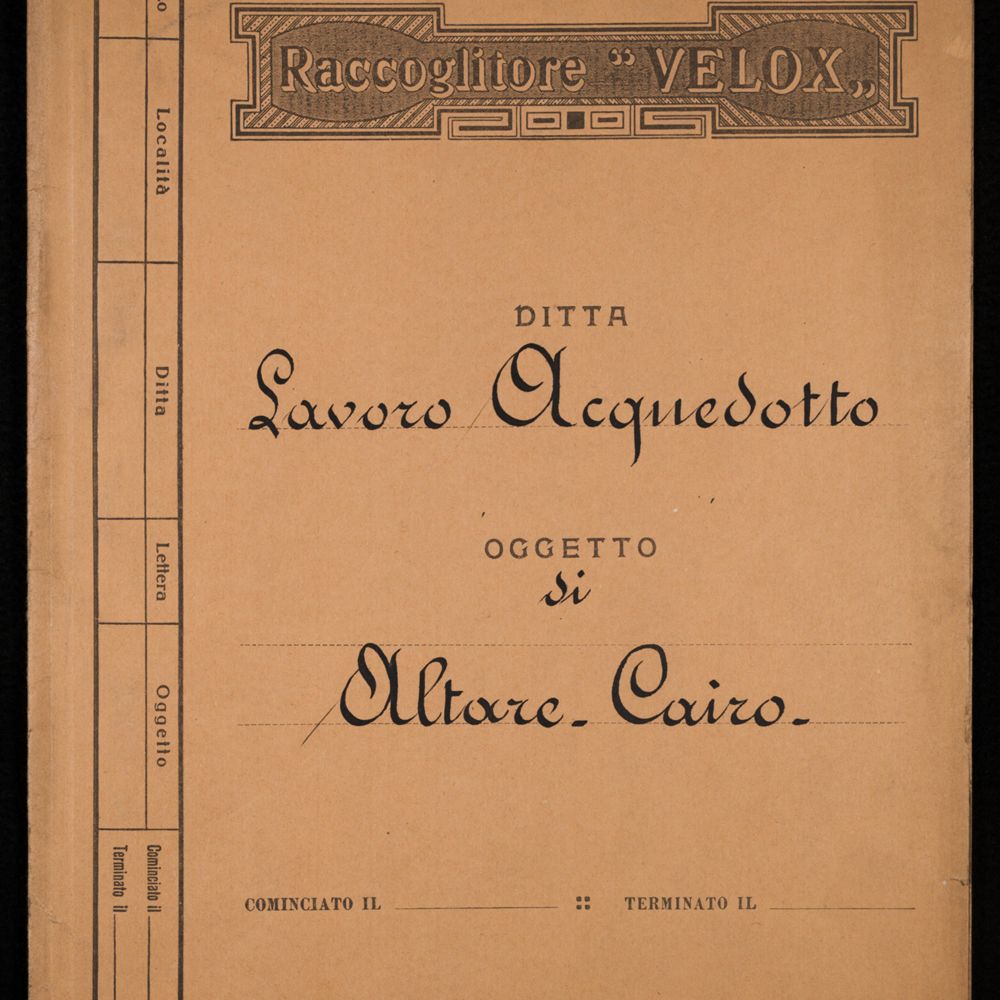 Raccoglitore “VELOX„
DITTA
Lavoro Acquedotto
OGGETTO
di
Altare - Cairo -
COMINCIATO IL
TERMINATO IL
Località
Ditta
Lettera
Oggetto
Cominciato il
Terminato il